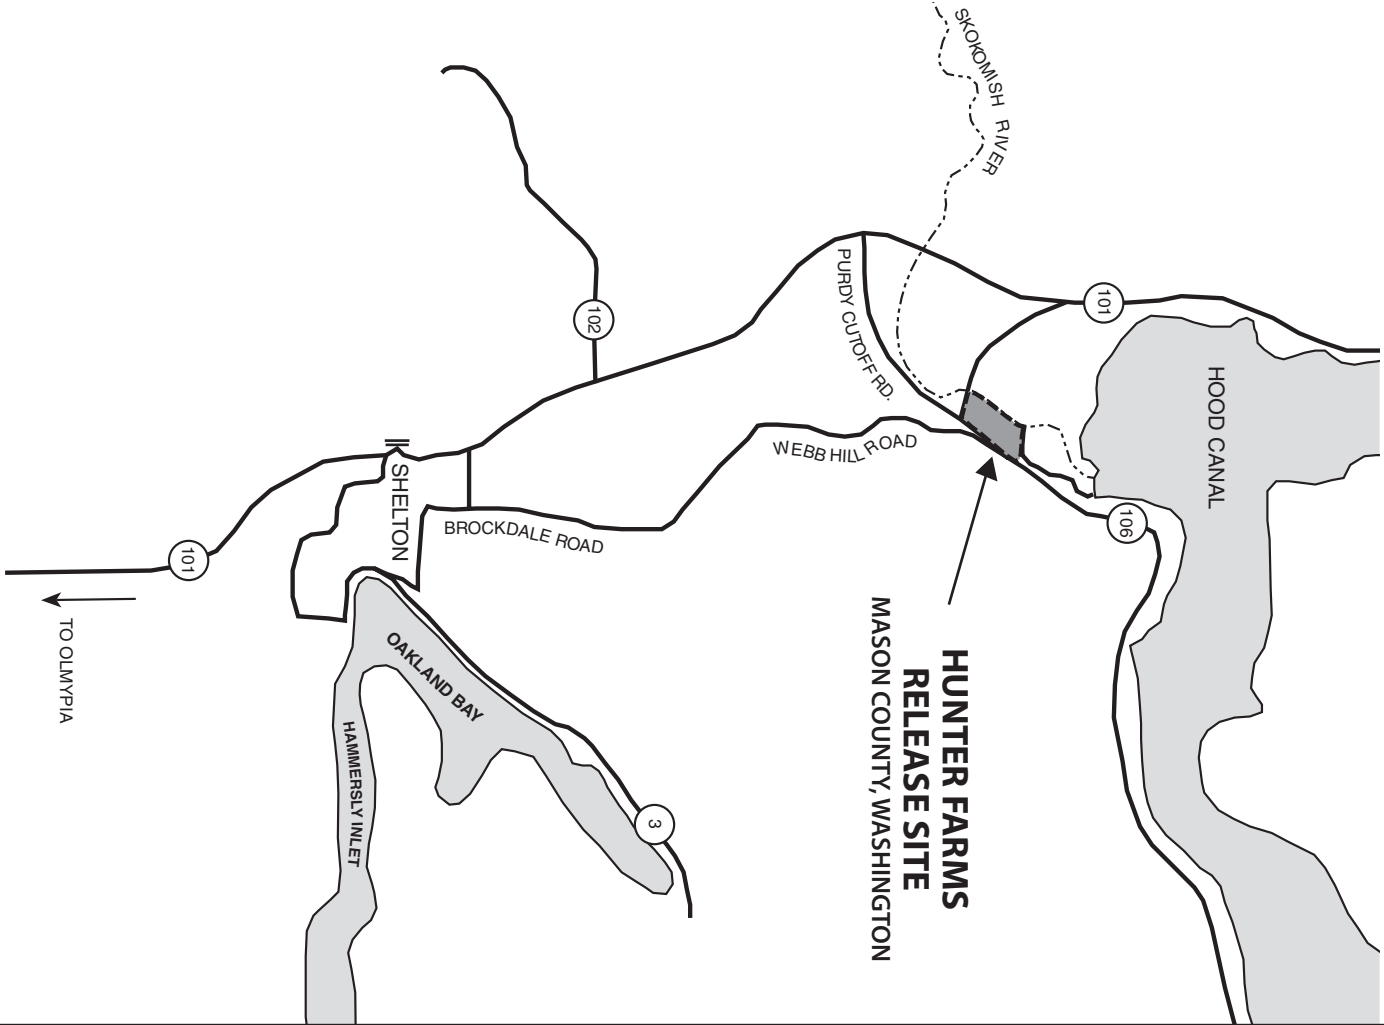 SKOKOMISH RIVER
101
HOOD CANAL
PURDY CUTOFF RD.
102
WEBB HILL ROAD
106
SHELTON
BROCKDALE ROAD
101
TO OLMYPIA
HUNTER FARMS
RELEASE SITE
MASON COUNTY, WASHINGTON
OAKLAND BAY
HAMMERSLY INLET
3